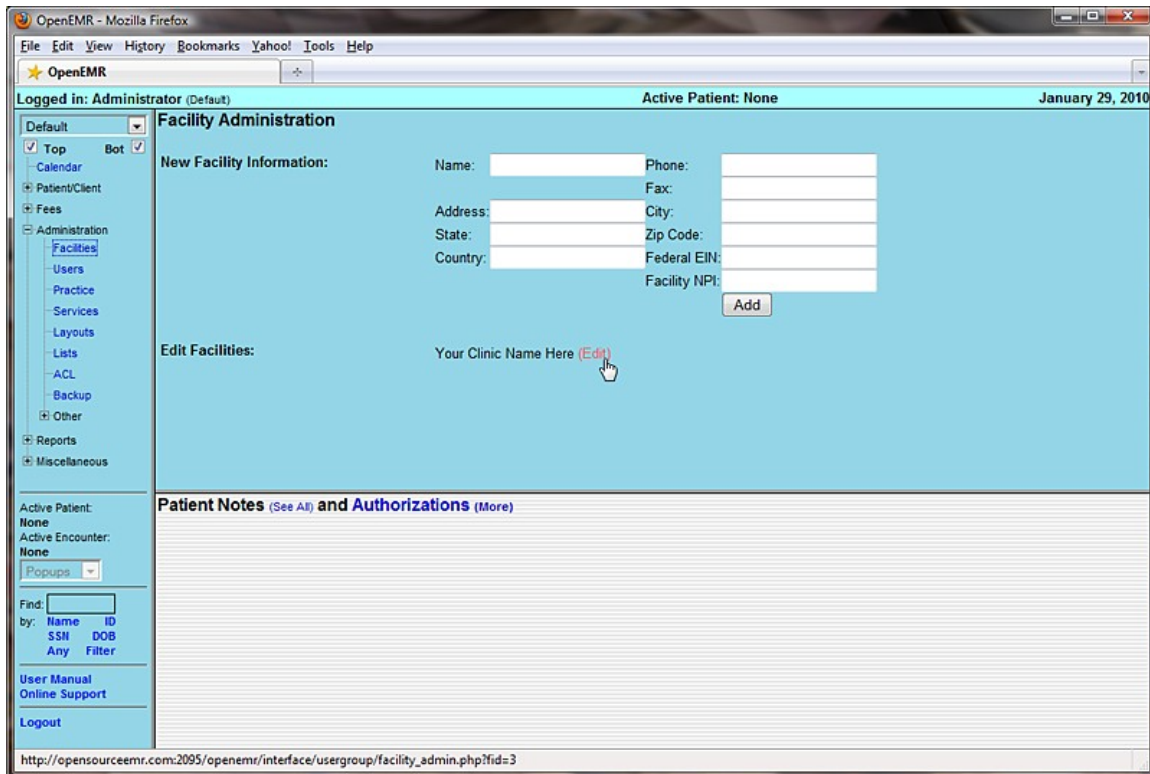 OpenEMR - Mozilla Firefox
File Edit View History Bookmarks Yahoo! Tools Help
OpenEMR
Logged in: Administrator (Default) Active Patient: None January 29, 2010
Default
Top Bot
Calendar
Patient/Client
Fees
Administration
Facilities
Users
Practice
Services
Layouts
Lists
ACL
Backup
Other
Reports
Miscellaneous
Active Patient:
None
Active Encounter:
None
Popups
Find:
by: Name ID
SSN DOB
Any Filter
User Manual
Online Support
Logout
Facility Administration
New Facility Information: Name: Phone:
Fax:
Address: City:
State: Zip Code:
Country: Federal EIN:
Facility NPI:
Add
Edit Facilities: Your Clinic Name Here (Edit)
Patient Notes (See All) and Authorizations (More)
http://opensourceemr.com:2095/openemr/interface/usergroup/facility_admin.php?fid=3